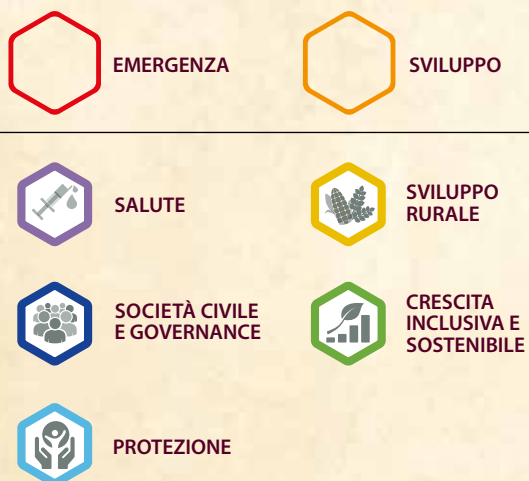 EMERGENZA
SVILUPPO
SALUTE
SVILUPPO
RURALE
SOCIETÀ CIVILE
E GOVERNANCE
CRESCITA
INCLUSIVA E
SOSTENIBILE
PROTEZIONE